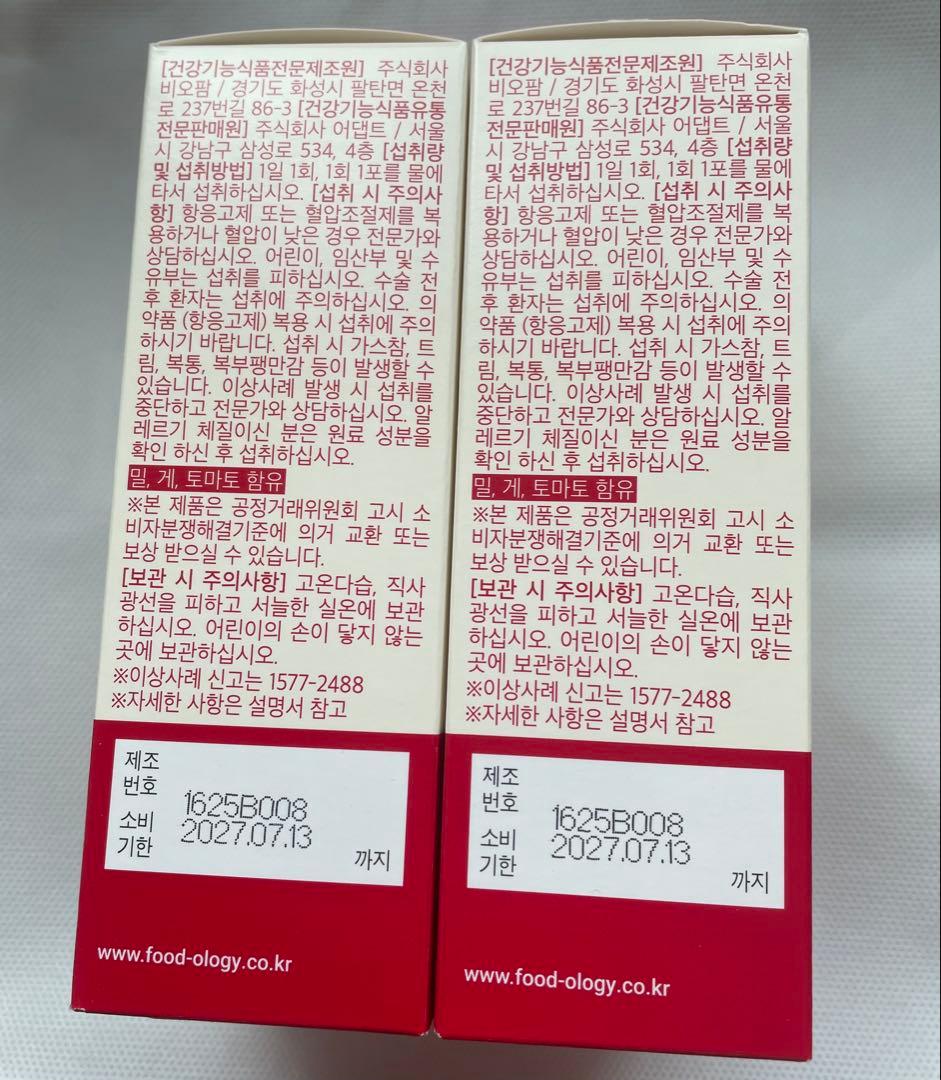 [건강기능식품전문제조원] 주식회사
비오팜 / 경기도 화성시 팔탄면 온천
로 237번길 86-3 [건강기능식품유통
전문판매원] 주식회사 어댑트 / 서울
시 강남구 삼성로 534, 4층 [섭취량
및 섭취방법] 1일 1회, 1회 1포를 물에
타서 섭취하십시오. [섭취 시 주의사
항] 항응고제 또는 혈압조절제를 복
용하거나 혈압이 낮은 경우 전문가와
상담하십시오. 어린이, 임산부 및 수
유부는 섭취를 피하십시오. 수술 전
후 환자는 섭취에 주의하십시오. 의
약품 (항응고제) 복용 시 섭취에 주의
하시기 바랍니다. 섭취 시 가스참, 트
림, 복통, 복부팽만감 등이 발생할 수
있습니다. 이상사례 발생 시 섭취를
중단하고 전문가와 상담하십시오. 알
레르기 체질이신 분은 원료 성분을
확인 하신 후 섭취하십시오.
밀, 게, 토마토 함유
※본 제품은 공정거래위원회 고시 소
비자분쟁해결기준에 의거 교환 또는
보상 받으실 수 있습니다.
[보관 시 주의사항] 고온다습, 직사
광선을 피하고 서늘한 실온에 보관
하십시오. 어린이의 손이 닿지 않는
곳에 보관하십시오.
※이상사례 신고는 1577-2488
※자세한 사항은 설명서 참고
제조
번호
1625B008
소비
기한
2027.07.13
까지
www.food-ology.co.kr
[건강기능식품전문제조원] 주식회사
비오팜 / 경기도 화성시 팔탄면 온천
로 237번길 86-3 [건강기능식품유통
전문판매원] 주식회사 어댑트 / 서울
시 강남구 삼성로 534, 4층 [섭취량
및 섭취방법] 1일 1회, 1회 1포를 물에
타서 섭취하십시오. [섭취 시 주의사
항] 항응고제 또는 혈압조절제를 복
용하거나 혈압이 낮은 경우 전문가와
상담하십시오. 어린이, 임산부 및 수
유부는 섭취를 피하십시오. 수술 전
후 환자는 섭취에 주의하십시오. 의
약품 (항응고제) 복용 시 섭취에 주의
하시기 바랍니다. 섭취 시 가스참, 트
림, 복통, 복부팽만감 등이 발생할 수
있습니다. 이상사례 발생 시 섭취를
중단하고 전문가와 상담하십시오. 알
레르기 체질이신 분은 원료 성분을
확인 하신 후 섭취하십시오.
밀, 게, 토마토 함유
※본 제품은 공정거래위원회 고시 소
비자분쟁해결기준에 의거 교환 또는
보상 받으실 수 있습니다.
[보관 시 주의사항] 고온다습, 직사
광선을 피하고 서늘한 실온에 보관
하십시오. 어린이의 손이 닿지 않는
곳에 보관하십시오.
※이상사례 신고는 1577-2488
※자세한 사항은 설명서 참고
제조
번호
1625B008
소비
기한
2027.07.13
까지
www.food-ology.co.kr